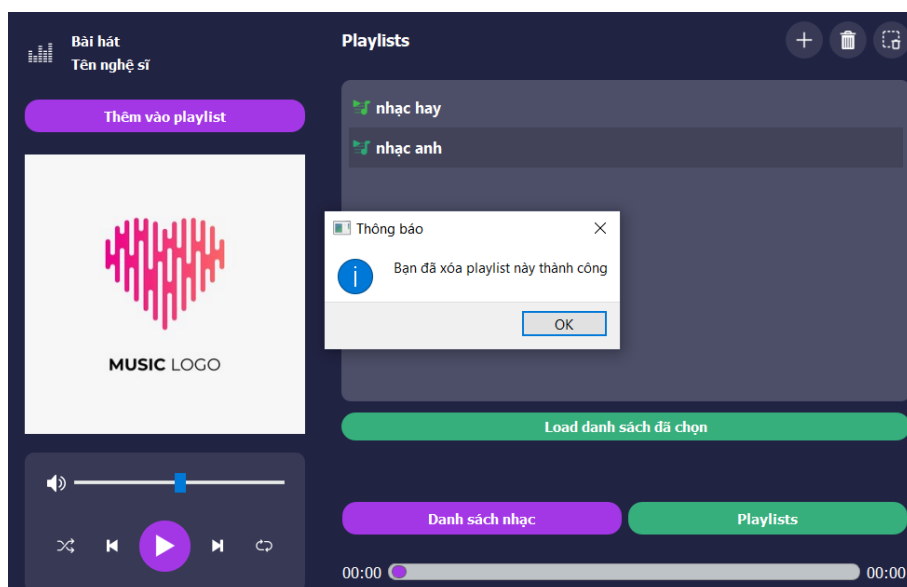 Bài hát
Tên nghệ sĩ
Thêm vào playlist
MUSIC LOGO
Playlists
nhạc hay
nhạc anh
Thông báo
Bạn đã xóa playlist này thành công
OK
Load danh sách đã chọn
Danh sách nhạc
Playlists
00:00
00:00